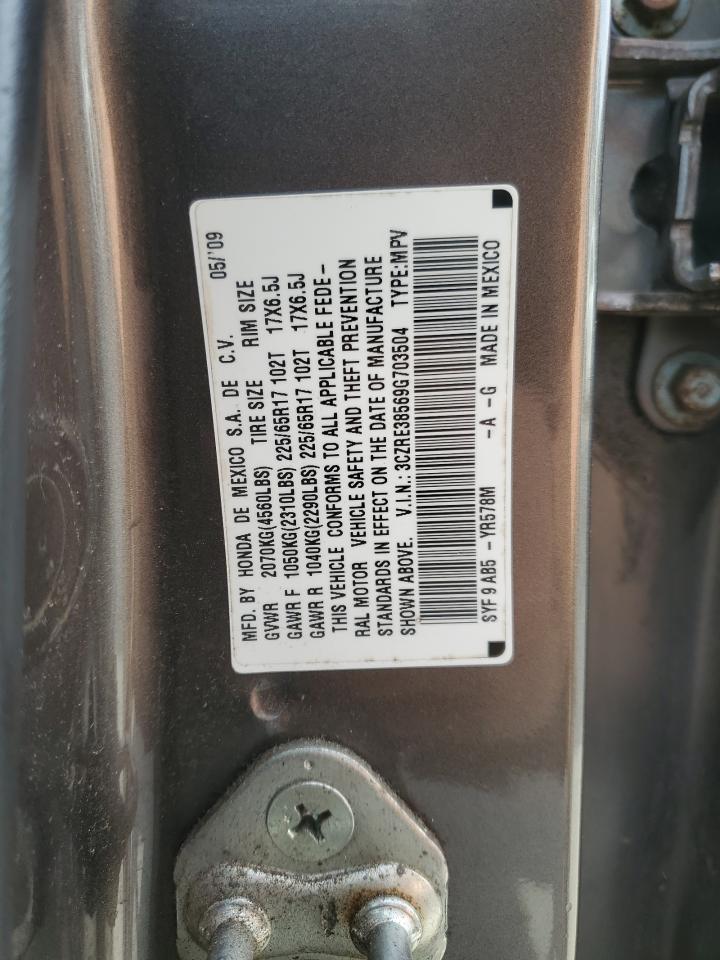 05/'09
MFD. BY HONDA DE MEXICO S.A. DE C.V.
GVWR 2070KG(4560LBS) TIRE SIZE RIM SIZE
GAWR F 1050KG(2310LBS) 225/65R17 102T 17X6.5J
GAWR R 1040KG(2290LBS) 225/65R17 102T 17X6.5J
THIS VEHICLE CONFORMS TO ALL APPLICABLE FEDE-
RAL MOTOR VEHICLE SAFETY AND THEFT PREVENTION
STANDARDS IN EFFECT ON THE DATE OF MANUFACTURE
SHOWN ABOVE. V.I.N.: 3CZRE38569G703504 TYPE:MPV
SYF 9 AB5 - YR578M -A -G MADE IN MEXICO